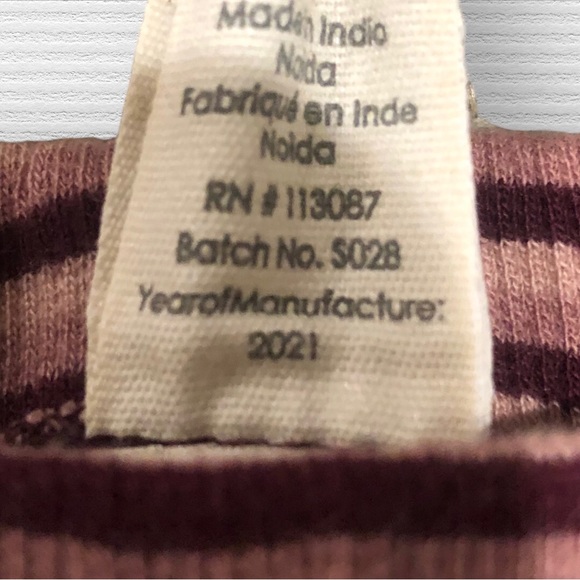 Made in India
Noida
Fabriqué en Inde
Noida
RN # 113087
Batch No. S028
YearofManufacture:
2021